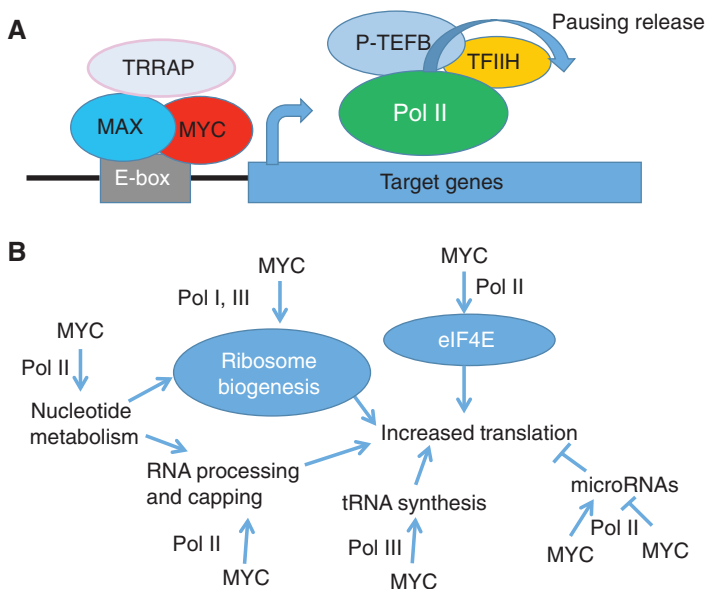 A
TRRAP
MAX
MYC
E-box
P-TEFB
TFIIH
Pol II
Pausing release
Target genes
B
MYC
Pol I, III
MYC
Pol II
MYC
Pol II
Ribosome
biogenesis
eIF4E
Nucleotide
metabolism
Increased translation
RNA processing
and capping
tRNA synthesis
microRNAs
Pol II
MYC
Pol III
MYC
Pol II
MYC
MYC